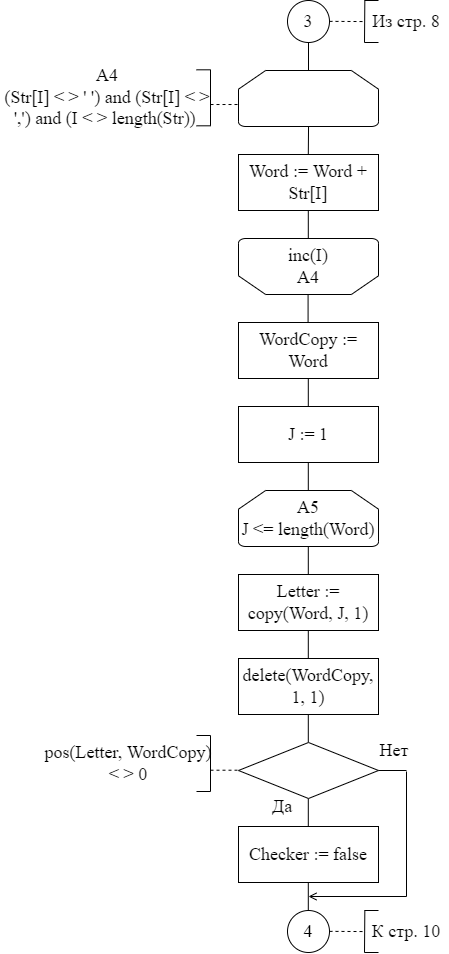 3
Из стр. 8
A4
(Str[I] < > ' ') and (Str[I] < >
',') and (I < > length(Str))
Word := Word +
Str[I]
inc(I)
A4
WordCopy :=
Word
J := 1
A5
J <= length(Word)
Letter :=
copy(Word, J, 1)
delete(WordCopy,
1, 1)
pos(Letter, WordCopy)
< > 0
Нет
Да
Checker := false
4
К стр. 10